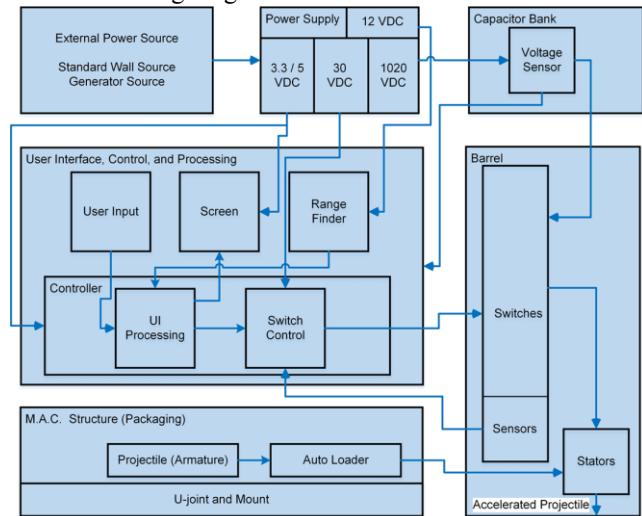 External Power Source
Standard Wall Source
Generator Source
Power Supply
12 VDC
3.3 / 5
VDC
30
VDC
1020
VDC
Capacitor Bank
Voltage
Sensor
User Interface, Control, and Processing
User Input
Screen
Range
Finder
Controller
UI
Processing
Switch
Control
Barrel
Switches
Sensors
Stators
Accelerated Projectile
M.A.C. Structure (Packaging)
Projectile (Armature)
Auto Loader
U-joint and Mount